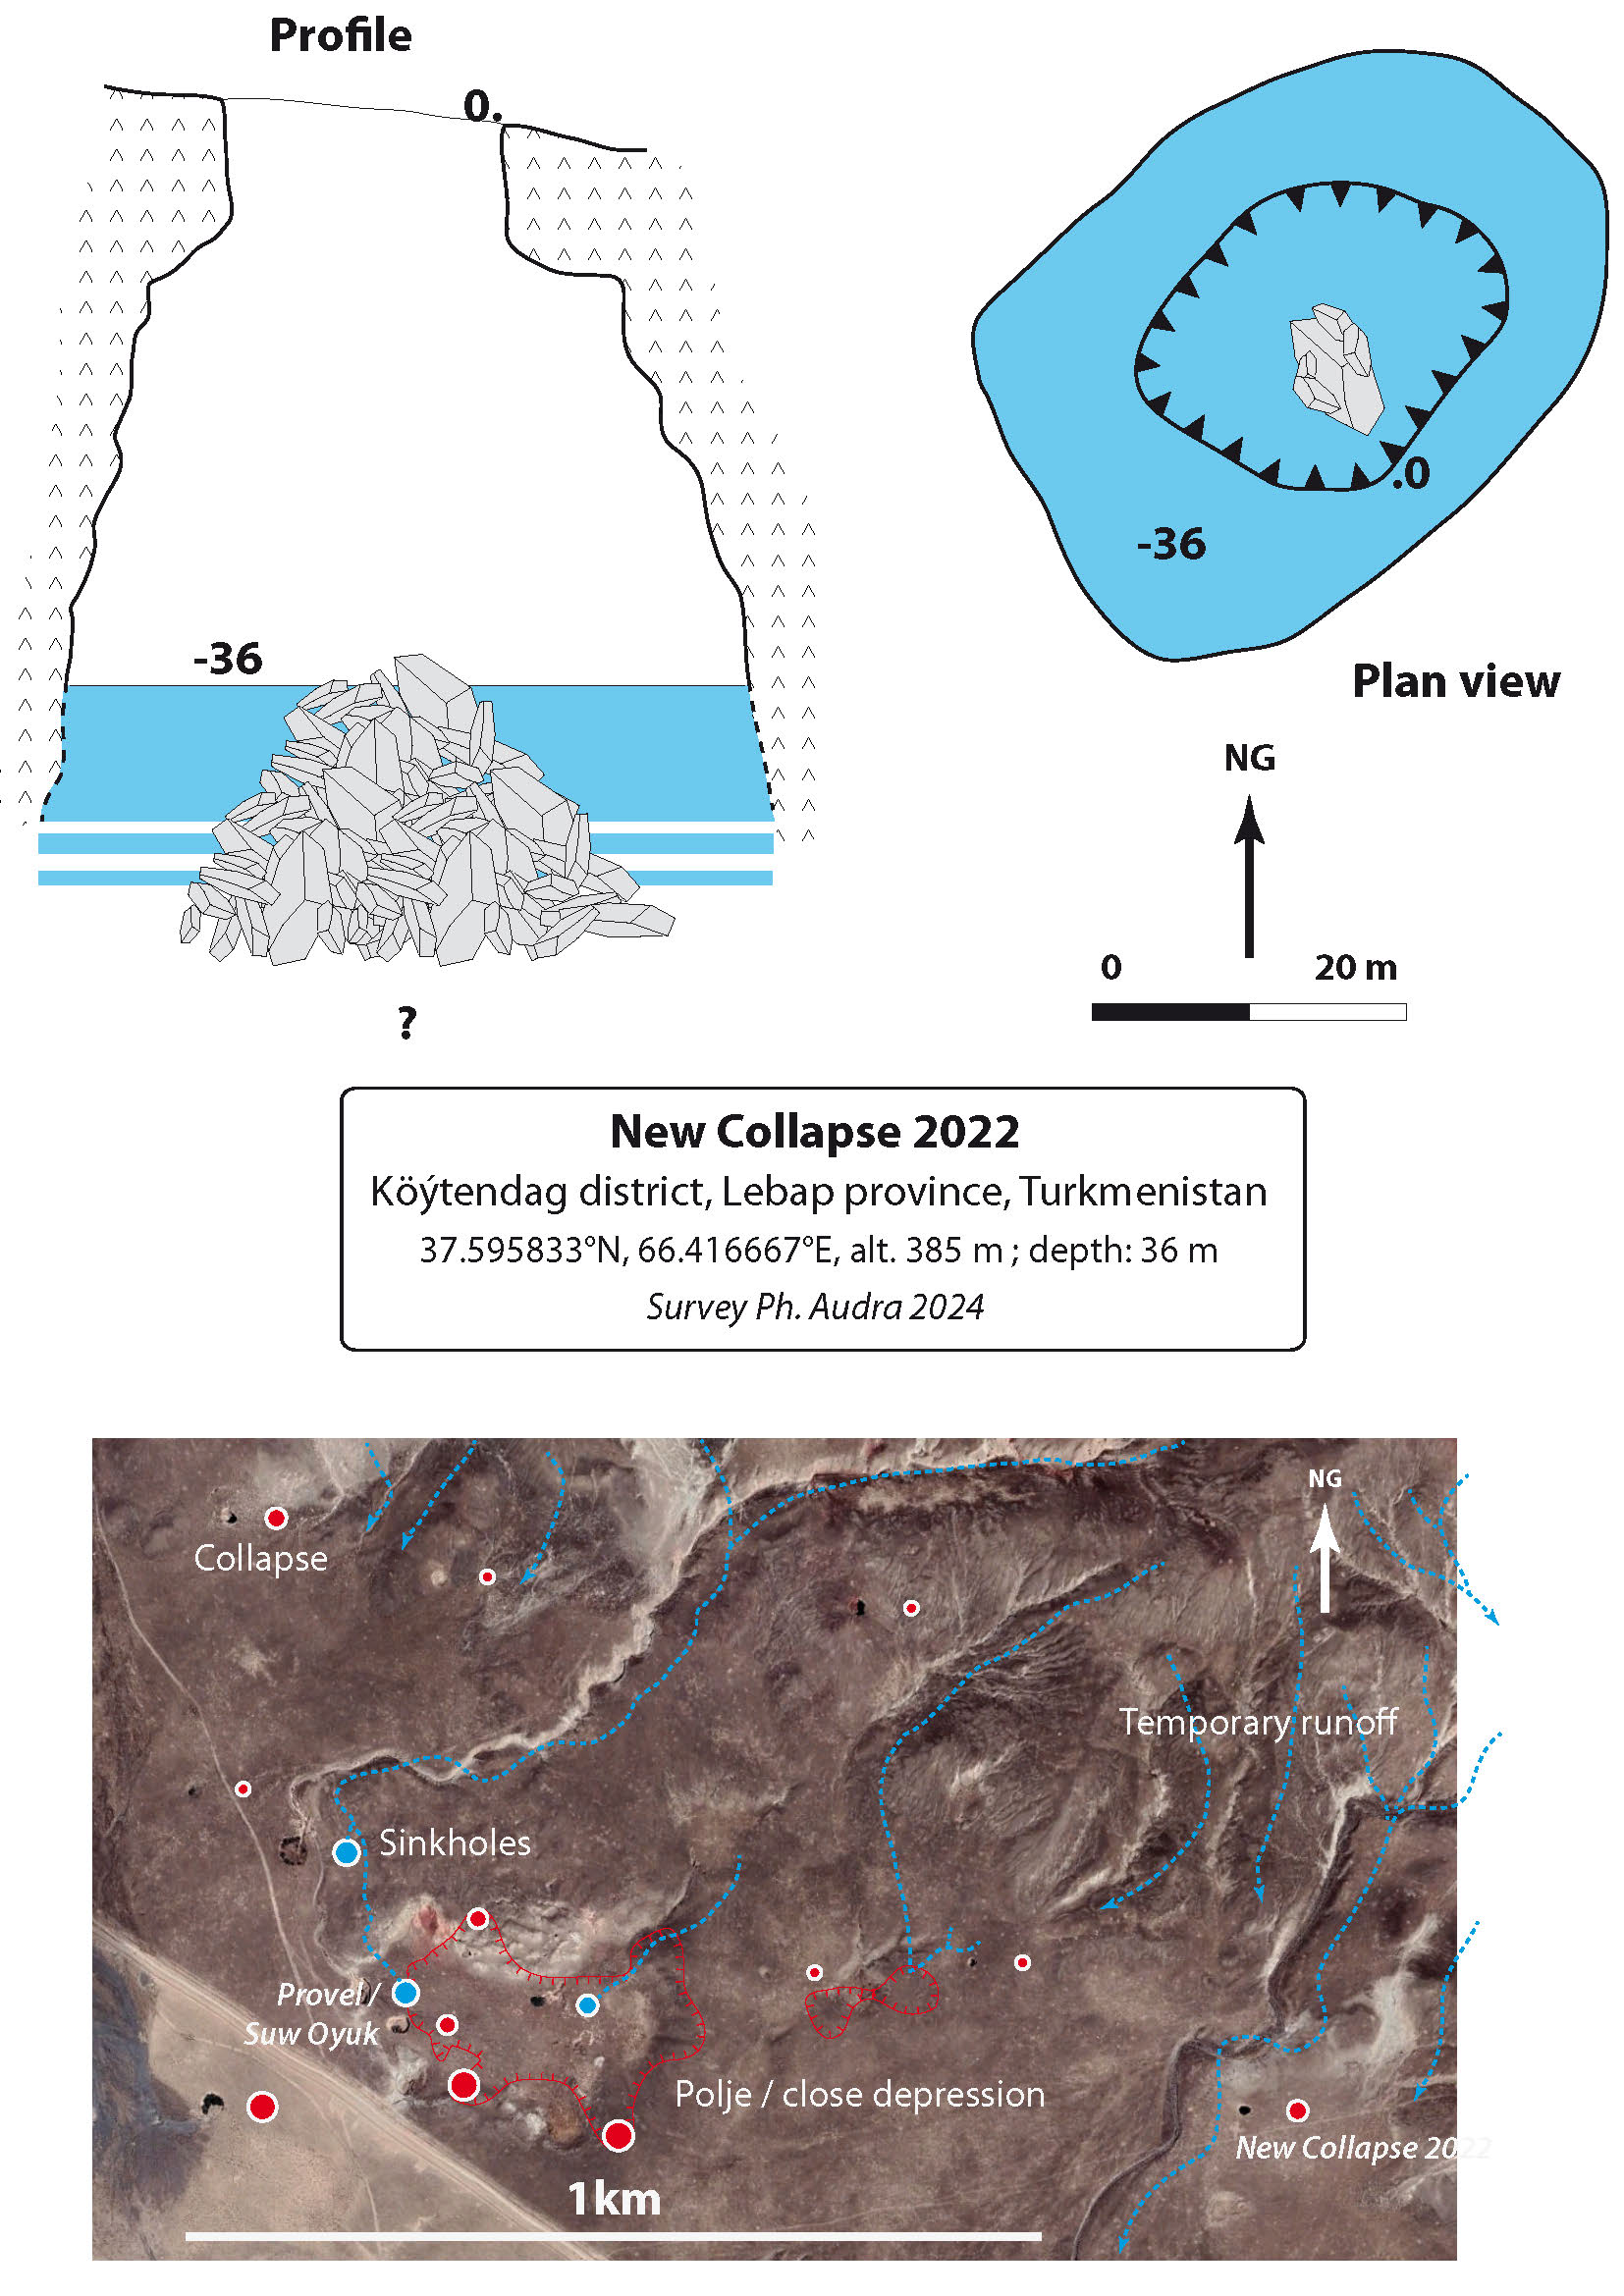 Profile
0.
-36
?
.0
-36
Plan view
NG
0 20 m
New Collapse 2022
Köýtendag district, Lebap province, Turkmenistan
37.595833°N, 66.416667°E, alt. 385 m ; depth: 36 m
Survey Ph. Audra 2024
NG
Collapse
Temporary runoff
Sinkholes
Provel /
Suw Oyuk
Polje / close depression
New Collapse 2022
1km